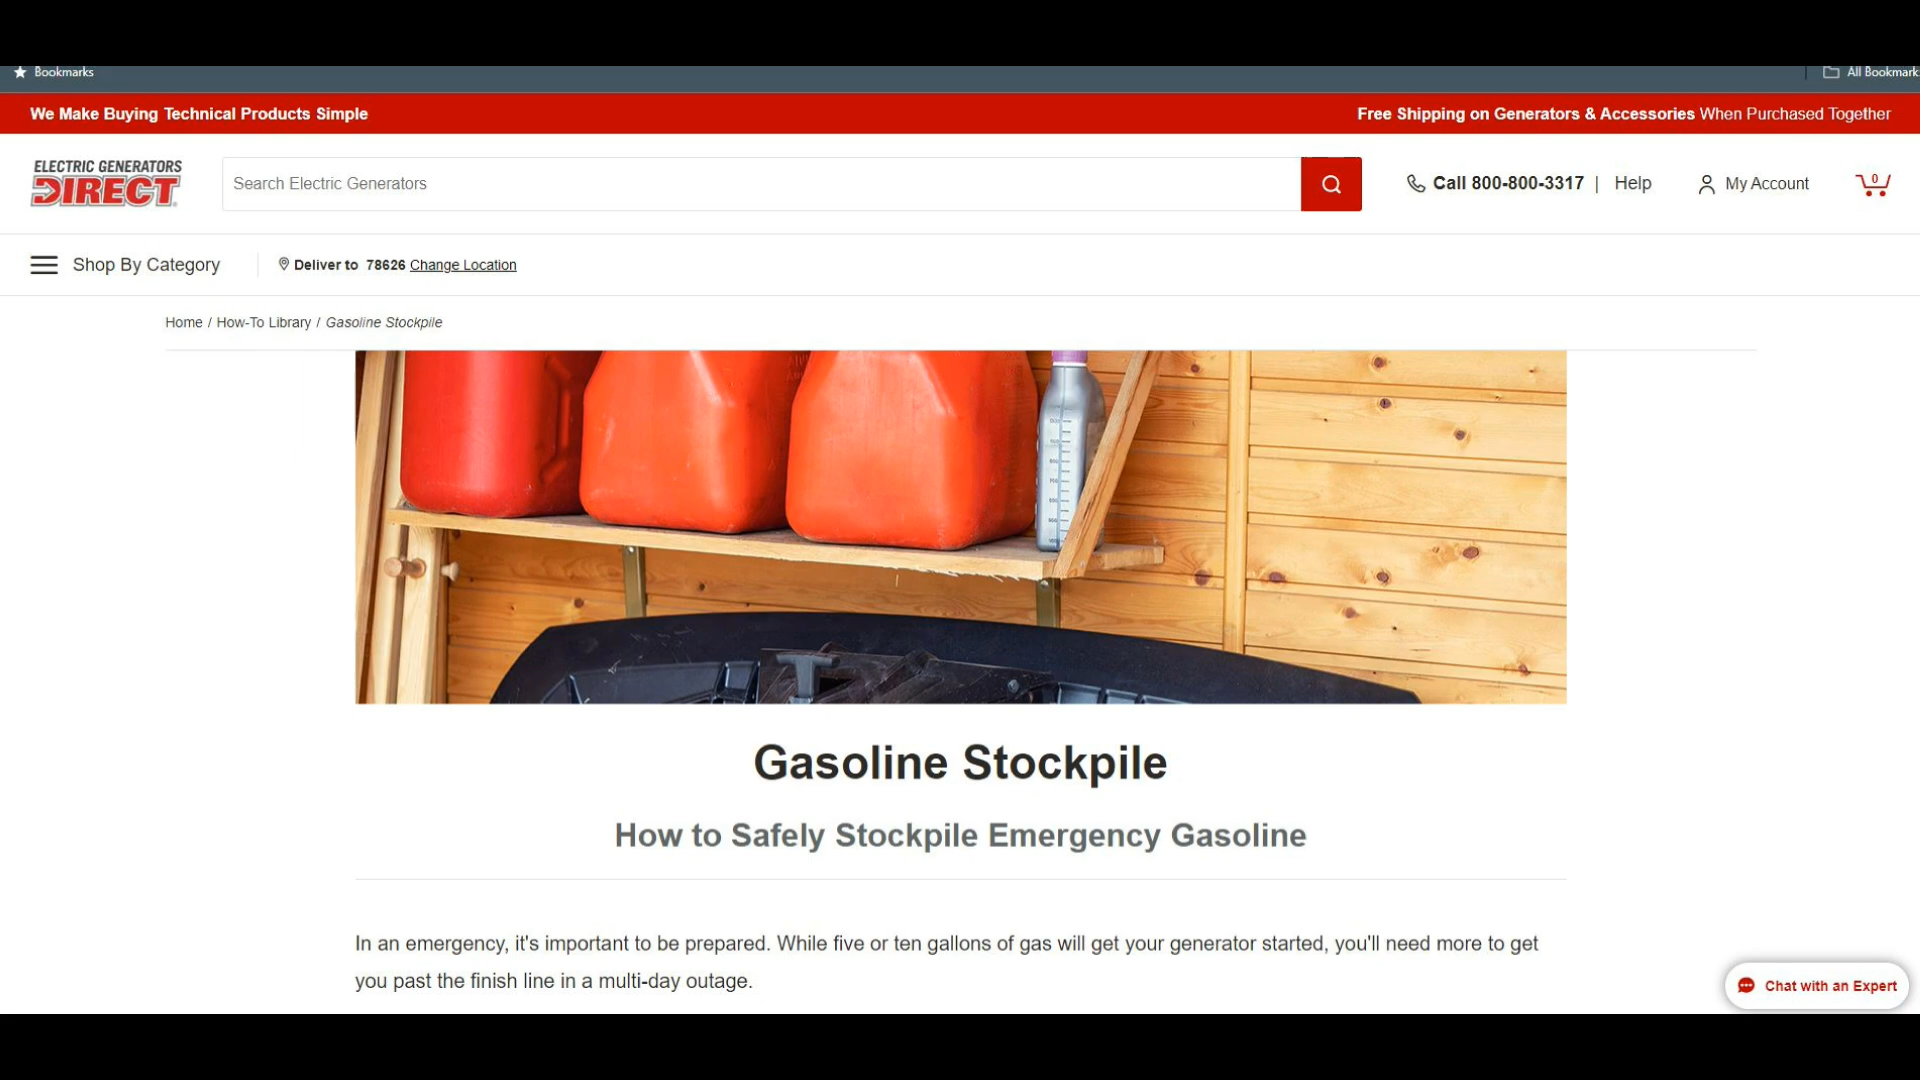 Bookmarks
All Bookmark
We Make Buying Technical Products Simple
Free Shipping on Generators & Accessories When Purchased Together
ELECTRIC GENERATORS
DIRECT
Search Electric Generators
Call 800-800-3317 | Help
My Account
0
Shop By Category
Deliver to 78626 Change Location
Home / How-To Library / Gasoline Stockpile
Gasoline Stockpile
How to Safely Stockpile Emergency Gasoline
In an emergency, it's important to be prepared. While five or ten gallons of gas will get your generator started, you'll need more to get
you past the finish line in a multi-day outage.
Chat with an Expert